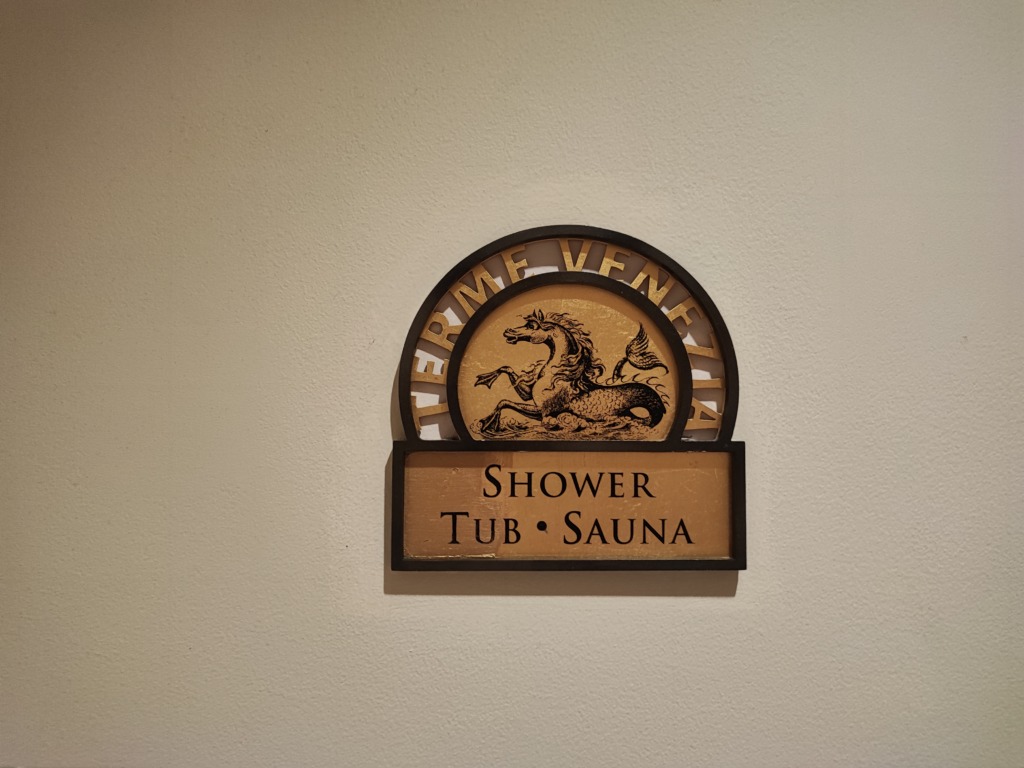 TERME VENEZIA
SHOWER
TUB • SAUNA